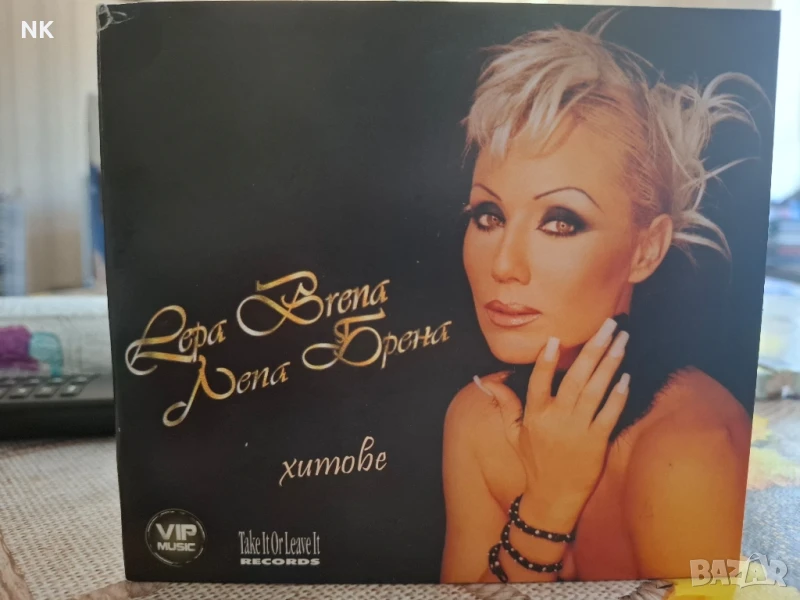 NK
Lepa Brena
Лепа Брена
хитове
VIP
MUSIC
Take It Or Leave It
RECORDS
BAZAR